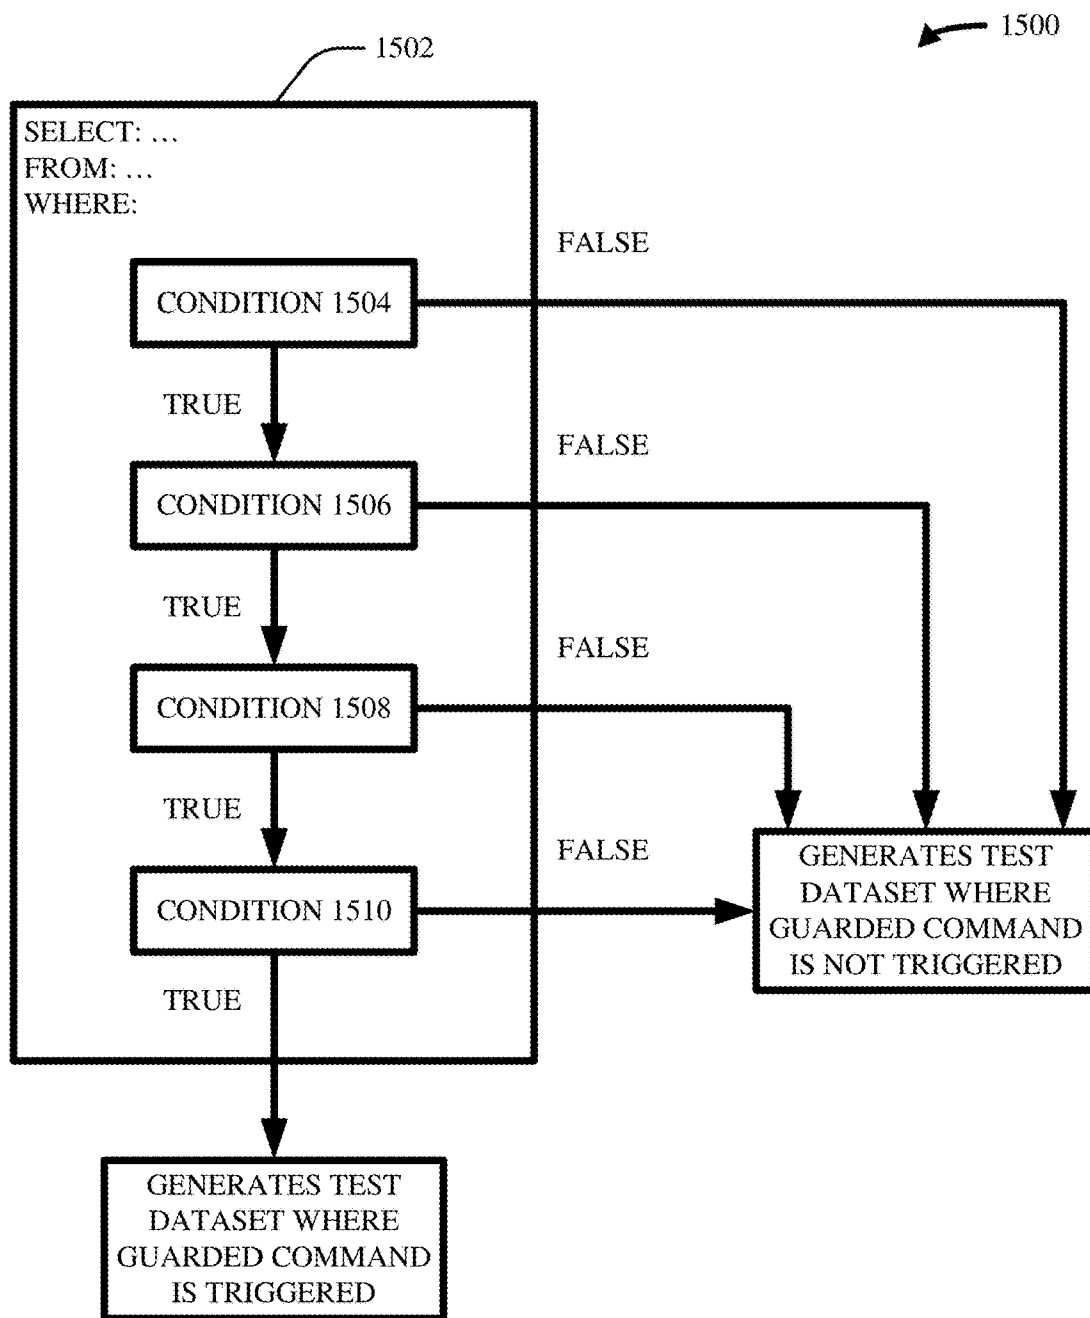 1500
1502
SELECT: ...
FROM: ...
WHERE:
FALSE
CONDITION 1504
TRUE
FALSE
CONDITION 1506
TRUE
FALSE
CONDITION 1508
TRUE
FALSE
CONDITION 1510
GENERATES TEST
DATASET WHERE
GUARDED COMMAND
IS NOT TRIGGERED
TRUE
GENERATES TEST
DATASET WHERE
GUARDED COMMAND
IS TRIGGERED